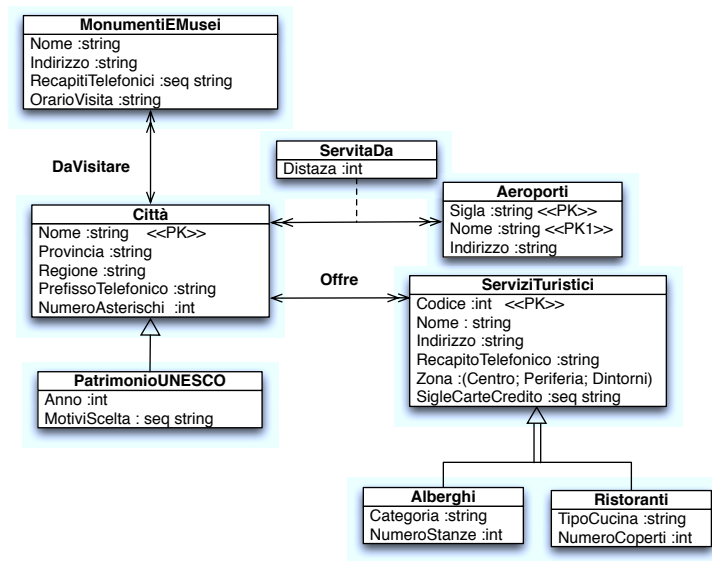 MonumentiEMusei
Nome :string
Indirizzo :string
RecapitiTelefonici :seq string
OrarioVisita :string
DaVisitare
ServitaDa
Distaza :int
Aeroporti
Sigla :string <<PK>>
Nome :string <<PK1>>
Indirizzo :string
Città
Nome :string <<PK>>
Provincia :string
Regione :string
PrefissoTelefonico :string
NumeroAsterischi :int
Offre
ServiziTuristici
Codice :int <<PK>>
Nome : string
Indirizzo :string
RecapitoTelefonico :string
Zona :(Centro; Periferia; Dintorni)
SigleCarteCredito :seq string
PatrimonioUNESCO
Anno :int
MotiviScelta : seq string
Alberghi
Categoria :string
NumeroStanze :int
Ristoranti
TipoCucina :string
NumeroCoperti :int